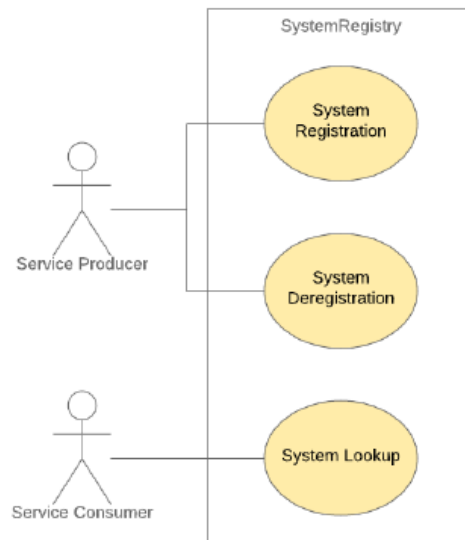 SystemRegistry
System
Registration
Service Producer
System
Deregistration
System Lookup
Service Consumer